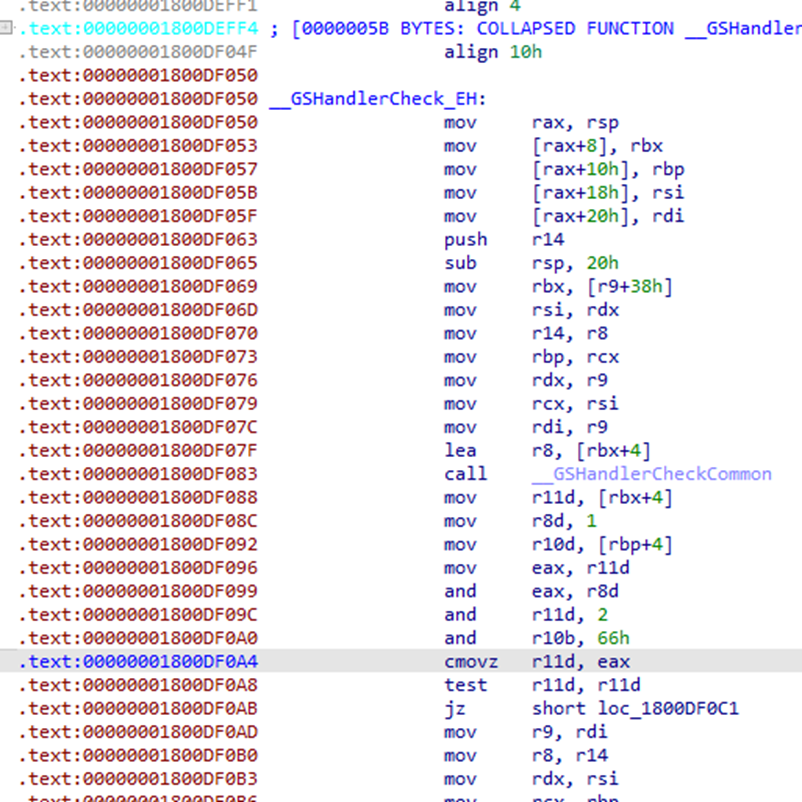 .text:00000001800DEFF1 align 4
.text:00000001800DEFF4 ; [0000005B BYTES: COLLAPSED FUNCTION __GSHandler
.text:00000001800DF04F align 10h
.text:00000001800DF050
.text:00000001800DF050 __GSHandlerCheck_EH:
.text:00000001800DF050 mov rax, rsp
.text:00000001800DF053 mov [rax+8], rbx
.text:00000001800DF057 mov [rax+10h], rbp
.text:00000001800DF05B mov [rax+18h], rsi
.text:00000001800DF05F mov [rax+20h], rdi
.text:00000001800DF063 push r14
.text:00000001800DF065 sub rsp, 20h
.text:00000001800DF069 mov rbx, [r9+38h]
.text:00000001800DF06D mov rsi, rdx
.text:00000001800DF070 mov r14, r8
.text:00000001800DF073 mov rbp, rcx
.text:00000001800DF076 mov rdx, r9
.text:00000001800DF079 mov rcx, rsi
.text:00000001800DF07C mov rdi, r9
.text:00000001800DF07F lea r8, [rbx+4]
.text:00000001800DF083 call __GSHandlerCheckCommon
.text:00000001800DF088 mov r11d, [rbx+4]
.text:00000001800DF08C mov r8d, 1
.text:00000001800DF092 mov r10d, [rbp+4]
.text:00000001800DF096 mov eax, r11d
.text:00000001800DF099 and eax, r8d
.text:00000001800DF09C and r11d, 2
.text:00000001800DF0A0 and r10b, 66h
.text:00000001800DF0A4 cmovz r11d, eax
.text:00000001800DF0A8 test r11d, r11d
.text:00000001800DF0AB jz short loc_1800DF0C1
.text:00000001800DF0AD mov r9, rdi
.text:00000001800DF0B0 mov r8, r14
.text:00000001800DF0B3 mov rdx, rsi
.text:00000001800DF0B6 mov rcx, rbp